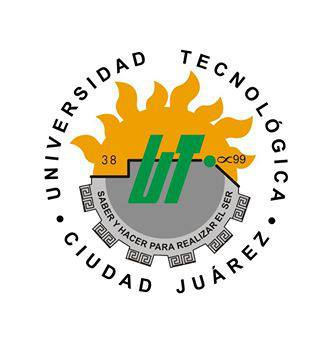 UNIVERSIDAD TECNOLÓGICA
38 UT ∝99
SABER Y HACER PARA REALIZAR EL SER
• CIUDAD JUÁREZ •